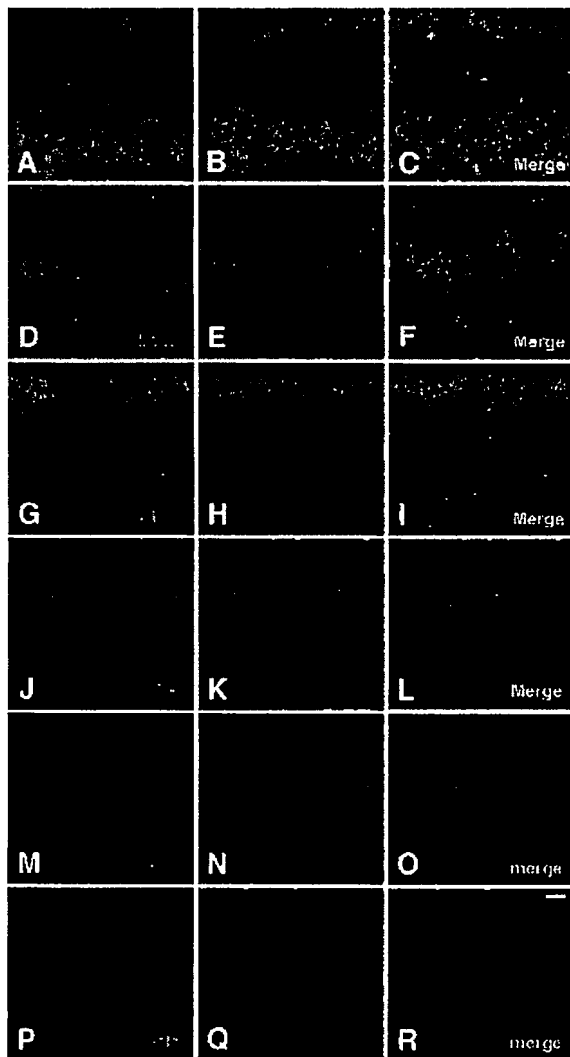 A B C Merge
D E F Merge
G H I Merge
J K L Merge
M N O merge
P Q R merge